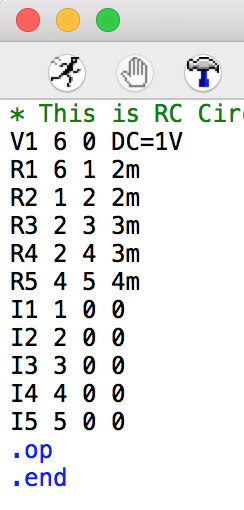 * This is RC
V1 6 0 DC=1V
R1 6 1 2m
R2 1 2 2m
R3 2 3 3m
R4 2 4 3m
R5 4 5 4m
I1 1 0 0
I2 2 0 0
I3 3 0 0
I4 4 0 0
I5 5 0 0
.op
.end